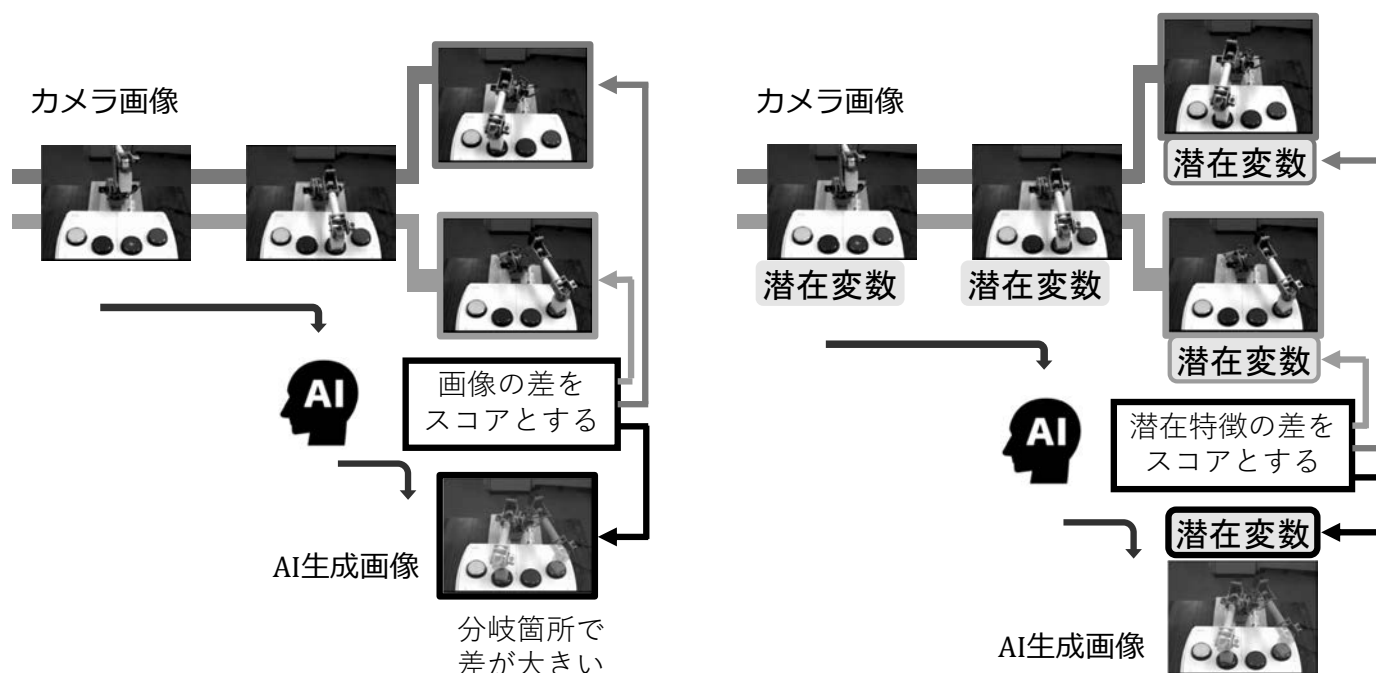 カメラ画像
AI
画像の差を
スコアとする
AI生成画像
分岐箇所で
差が大きい
カメラ画像
潜在変数
潜在変数
潜在変数
潜在変数
AI
潜在特徴の差を
スコアとする
潜在変数
AI生成画像